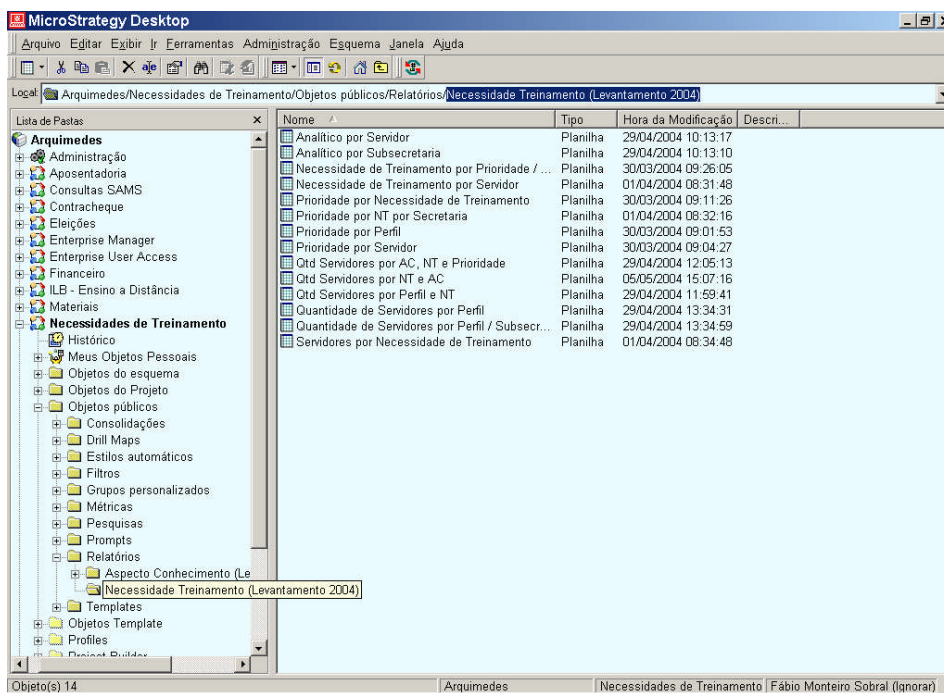 MicroStrategy Desktop
Arquivo Editar Exibir Ir Ferramentas Administração Esquema Janela Ajuda
Local: Arquimedes/Necessidades de Treinamento/Objetos públicos/Relatórios/Necessidade Treinamento (Levantamento 2004)
Lista de Pastas
Arquimedes
Administração
Aposentadoria
Consultas SAMS
Contracheque
Eleições
Enterprise Manager
Enterprise User Access
Financeiro
ILB - Ensino a Distância
Materiais
Necessidades de Treinamento
Histórico
Meus Objetos Pessoais
Objetos do esquema
Objetos do Projeto
Objetos públicos
Consolidações
Drill Maps
Estilos automáticos
Filtros
Grupos personalizados
Métricas
Pesquisas
Prompts
Relatórios
Aspecto Conhecimento (Le
Necessidade Treinamento (Levantamento 2004)
Templates
Objetos Template
Profiles
Project Builder
Nome Tipo Hora da Modificação Descri...
Analítico por Servidor Planilha 29/04/2004 10:13:17
Analítico por Subsecretaria Planilha 29/04/2004 10:13:10
Necessidade de Treinamento por Prioridade / ... Planilha 30/03/2004 09:26:05
Necessidade de Treinamento por Servidor Planilha 01/04/2004 08:31:48
Prioridade por Necessidade de Treinamento Planilha 30/03/2004 09:11:26
Prioridade por NT por Secretaria Planilha 01/04/2004 08:32:16
Prioridade por Perfil Planilha 30/03/2004 09:01:53
Prioridade por Servidor Planilha 30/03/2004 09:04:27
Qtd Servidores por AC, NT e Prioridade Planilha 29/04/2004 12:05:13
Qtd Servidores por NT e AC Planilha 05/05/2004 15:07:16
Qtd Servidores por Perfil e NT Planilha 29/04/2004 11:59:41
Quantidade de Servidores por Perfil Planilha 29/04/2004 13:34:31
Quantidade de Servidores por Perfil / Subsecr... Planilha 29/04/2004 13:34:59
Servidores por Necessidade de Treinamento Planilha 01/04/2004 08:34:48
Objeto(s) 14 Arquimedes Necessidades de Treinamento Fábio Monteiro Sobral (Ignorar)